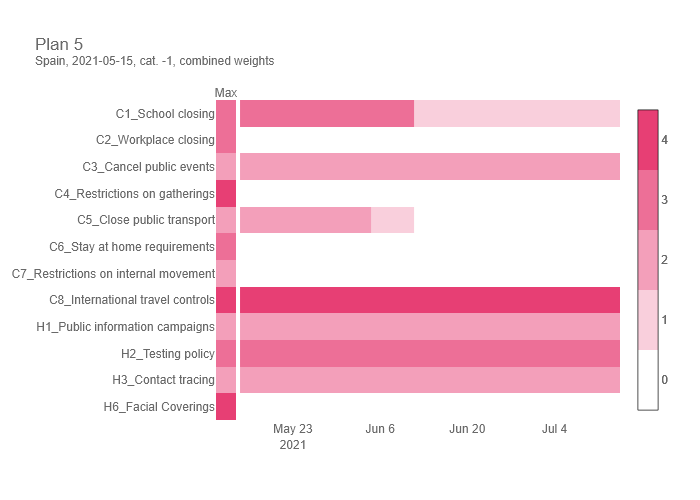 Plan 5
Spain, 2021-05-15, cat. -1, combined weights
Max
C1_School closing
C2_Workplace closing
C3_Cancel public events
C4_Restrictions on gatherings
C5_Close public transport
C6_Stay at home requirements
C7_Restrictions on internal movement
C8_International travel controls
H1_Public information campaigns
H2_Testing policy
H3_Contact tracing
H6_Facial Coverings
May 23 Jun 6 Jun 20 Jul 4
2021
4
3
2
1
0